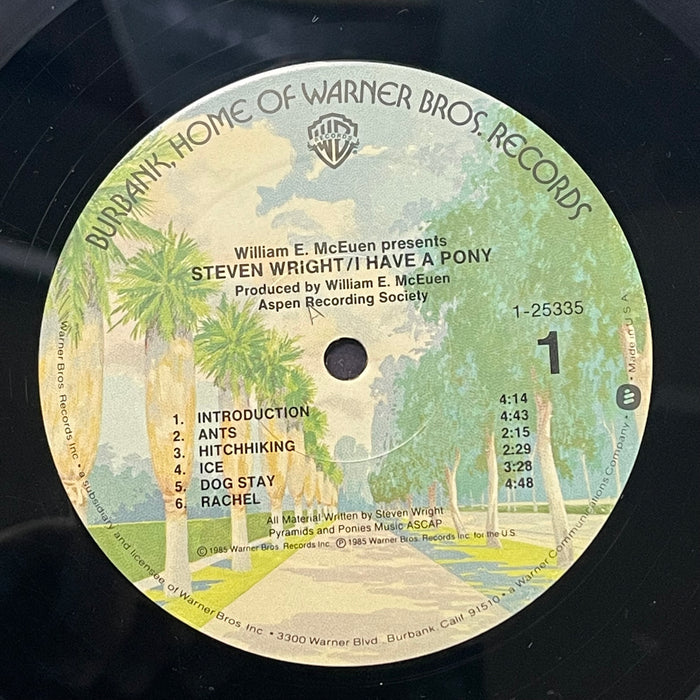 BURBANK, HOME OF WARNER BROS. RECORDS
RECORDS
William E. McEuen presents
STEVEN WRIGHT/I HAVE A PONY
Produced by William E. McEuen
Aspen Recording Society
A
1-25335
1
1. INTRODUCTION 4:14
2. ANTS 4:43
3. HITCHHIKING 2:15
4. ICE 2:29
5. DOG STAY 3:28
6. RACHEL 4:48
All Material Written by Steven Wright
Pyramids and Ponies Music ASCAP
© 1985 Warner Bros. Records Inc. ℗ 1985 Warner Bros. Records Inc. for the U.S.
Warner Bros. Records Inc. • a subsidiary and licensee of Warner Bros. Inc. • 3300 Warner Blvd., Burbank, Calif. 91510 • a Warner Communications Company • Made in U.S.A.